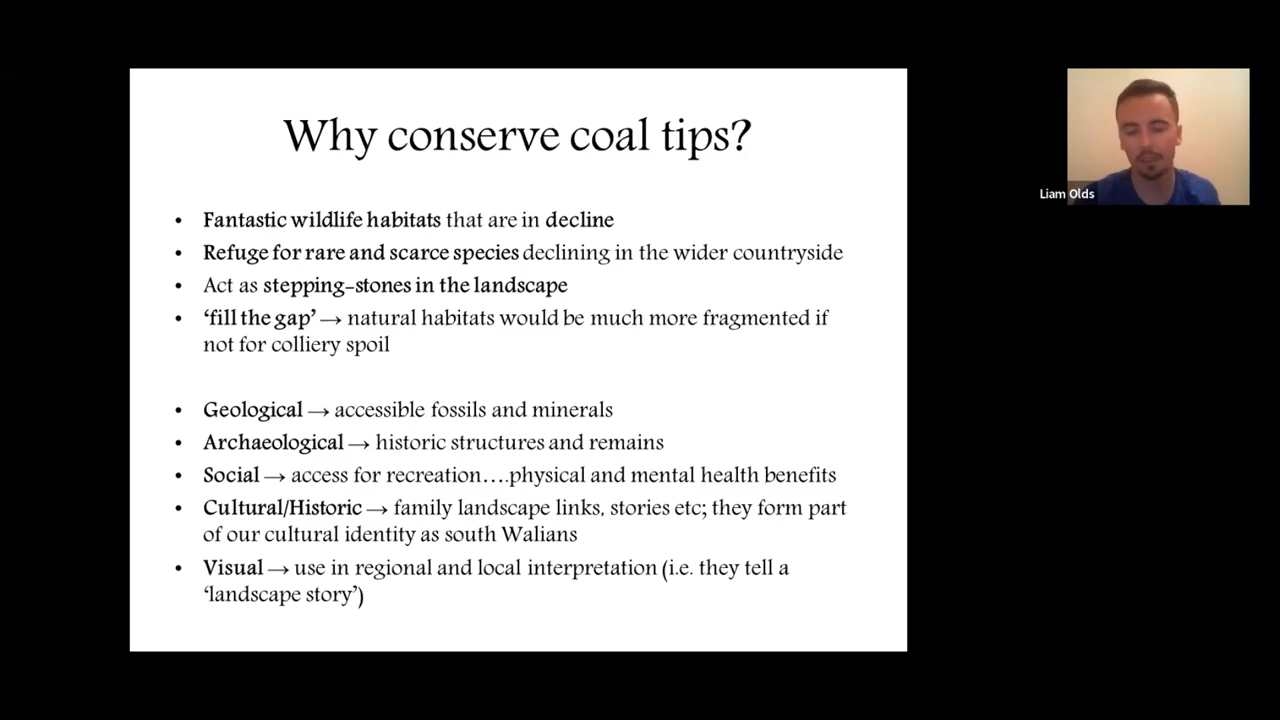 Why conserve coal tips?
• Fantastic wildlife habitats that are in decline
• Refuge for rare and scarce species declining in the wider countryside
• Act as stepping-stones in the landscape
• ‘fill the gap’ → natural habitats would be much more fragmented if
not for colliery spoil
• Geological → accessible fossils and minerals
• Archaeological → historic structures and remains
• Social → access for recreation….physical and mental health benefits
• Cultural/Historic → family landscape links, stories etc; they form part
of our cultural identity as south Walians
• Visual → use in regional and local interpretation (i.e. they tell a
‘landscape story’)
Liam Olds